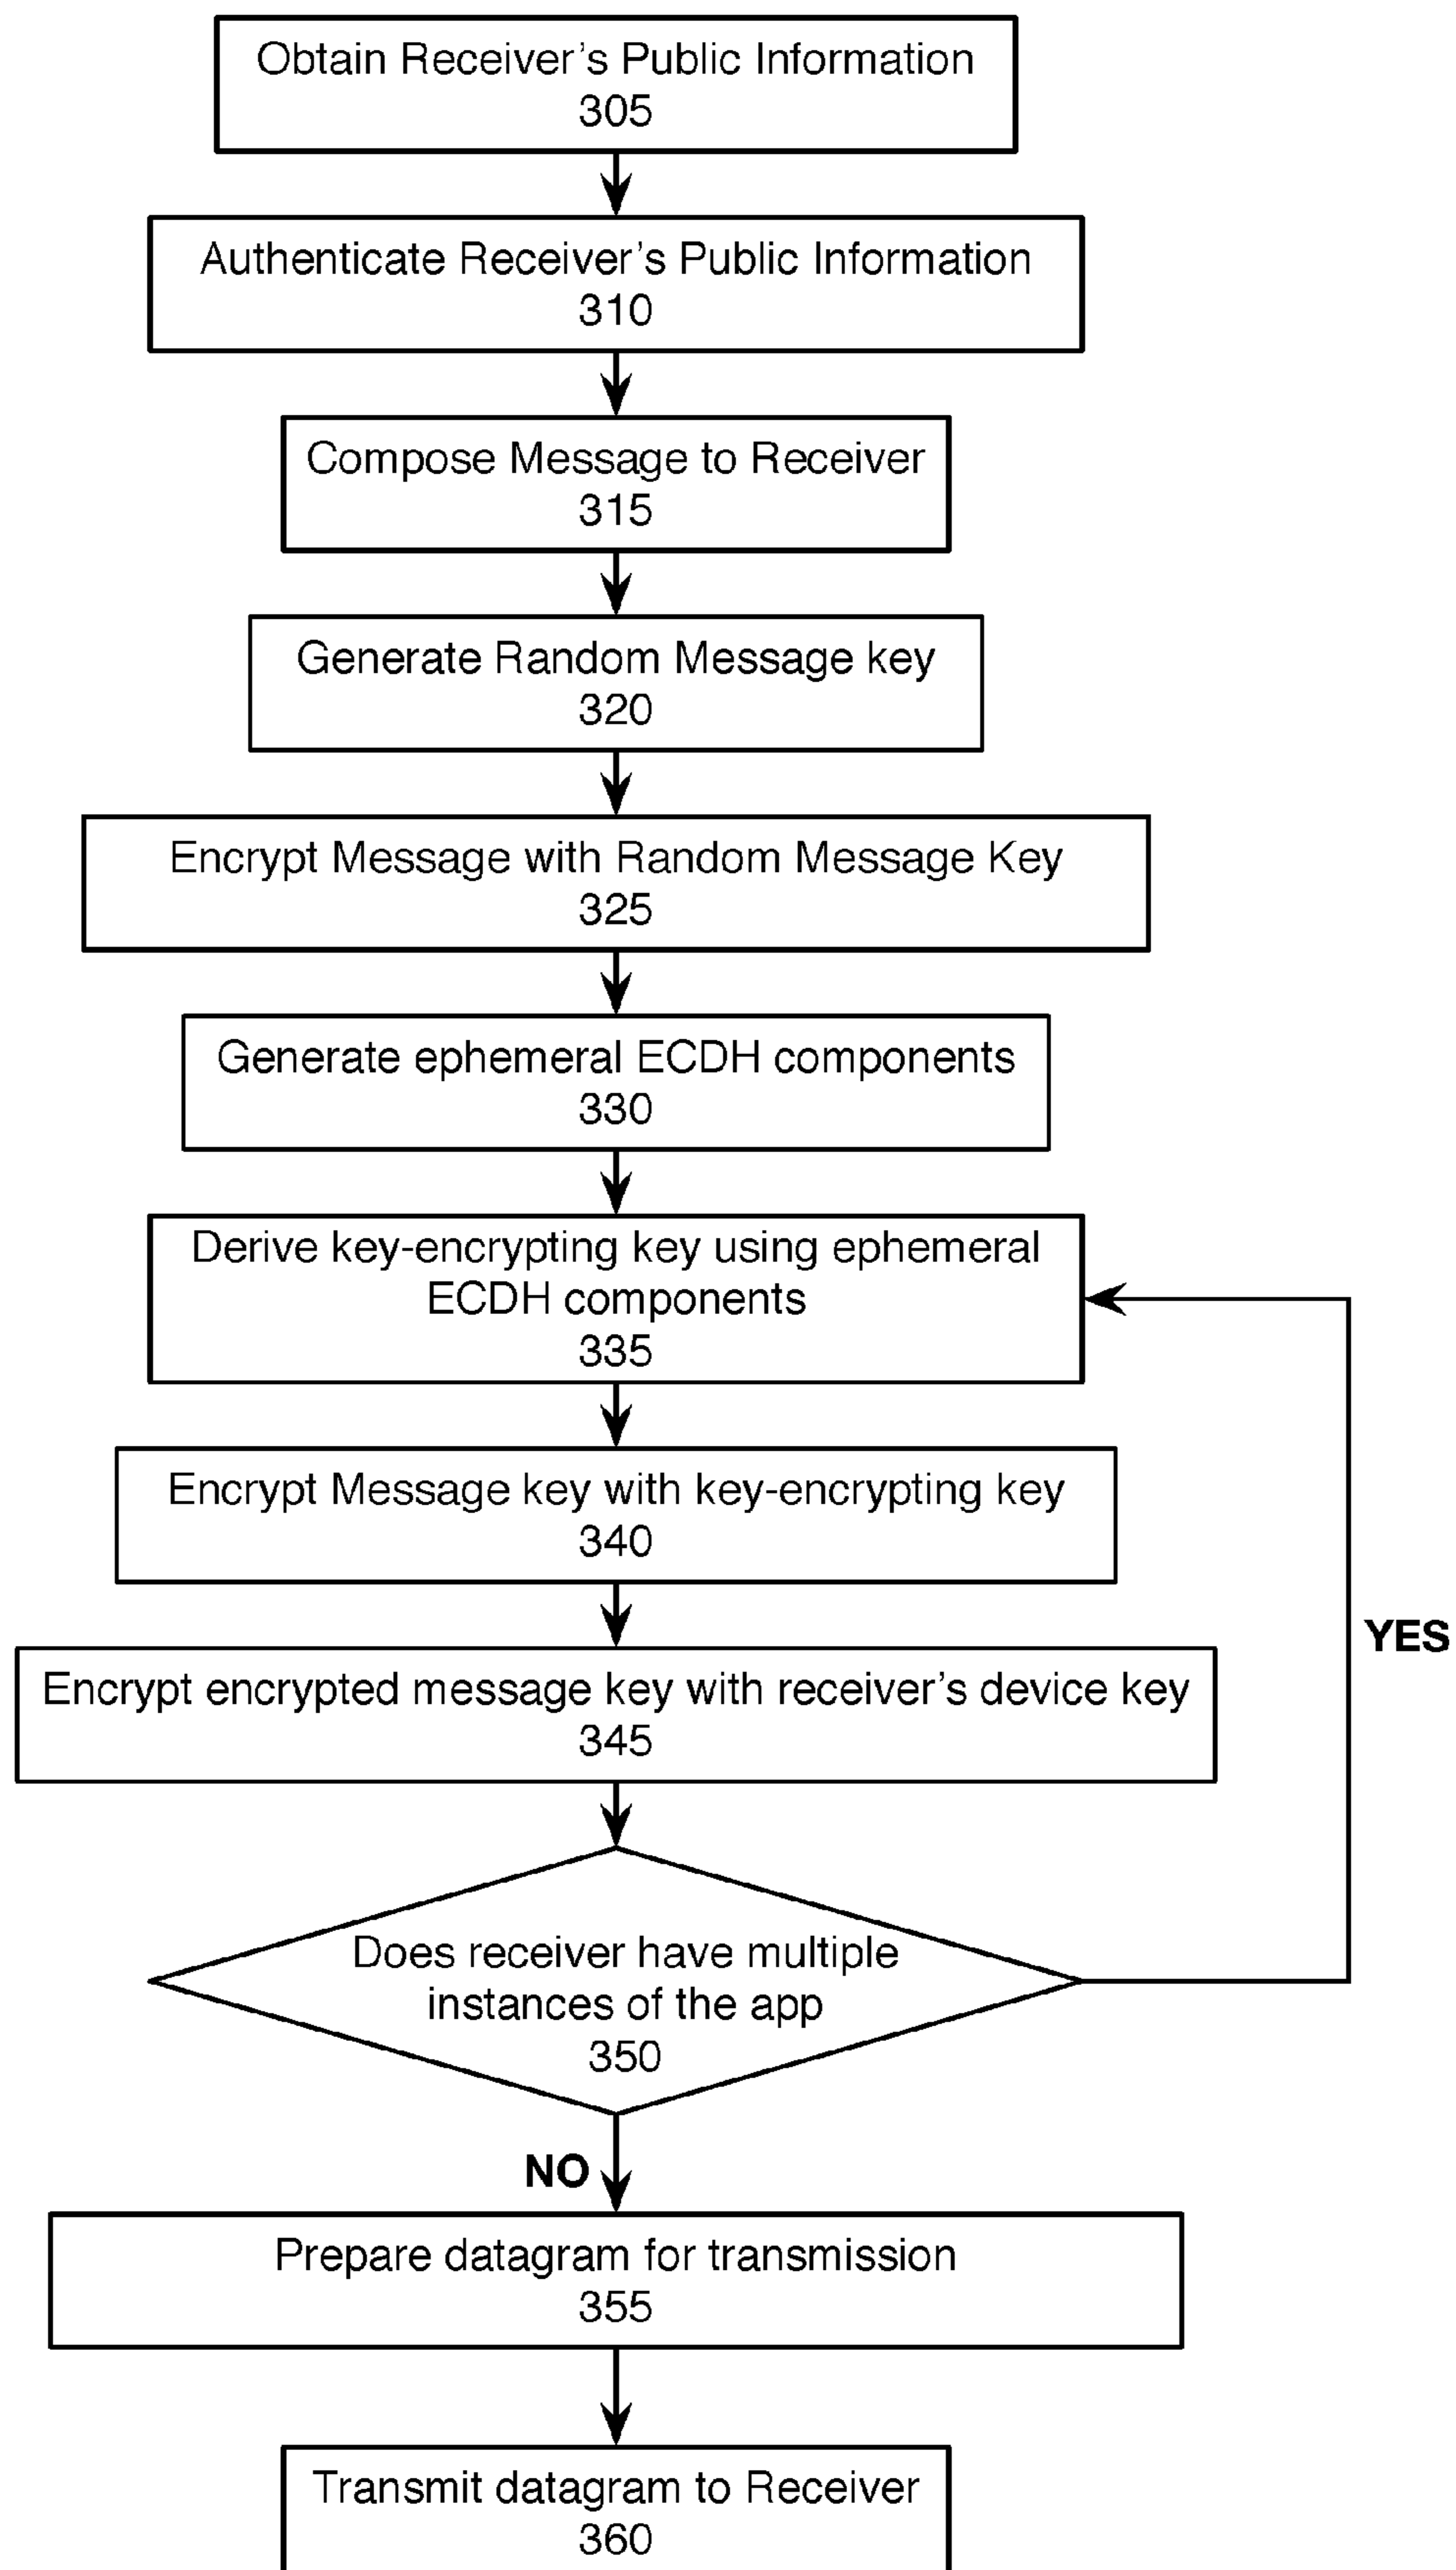 Obtain Receiver's Public Information
305
Authenticate Receiver's Public Information
310
Compose Message to Receiver
315
Generate Random Message key
320
Encrypt Message with Random Message Key
325
Generate ephemeral ECDH components
330
Derive key-encrypting key using ephemeral
ECDH components
335
Encrypt Message key with key-encrypting key
340
YES
Encrypt encrypted message key with receiver's device key
345
Does receiver have multiple
instances of the app
350
NO
Prepare datagram for transmission
355
Transmit datagram to Receiver
360